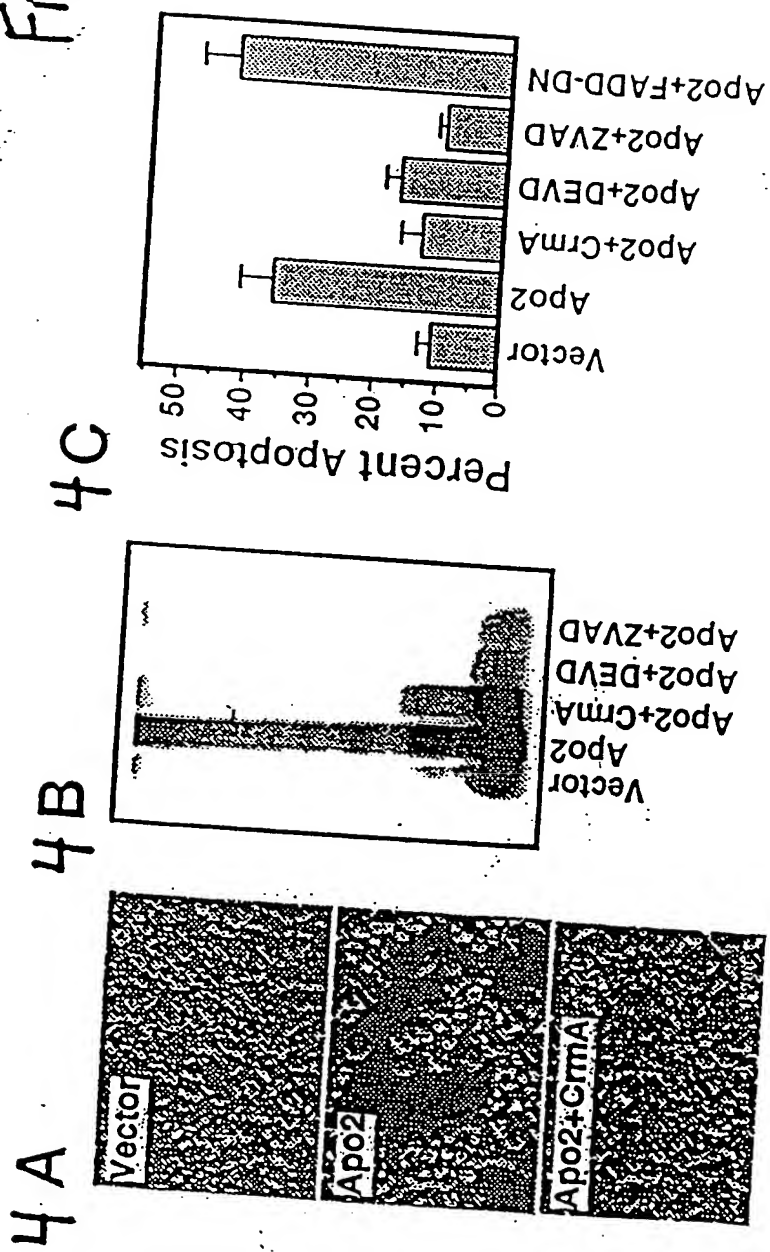 4A
Vector
Apo2
Apo2+CrmA
4B
Vector
Apo2
Apo2+CrmA
Apo2+DEVD
Apo2+ZVAD
4C
Percent Apoptosis
50
40
30
20
10
0
Vector
Apo2
Apo2+CrmA
Apo2+DEVD
Apo2+ZVAD
Apo2+FADD-DN